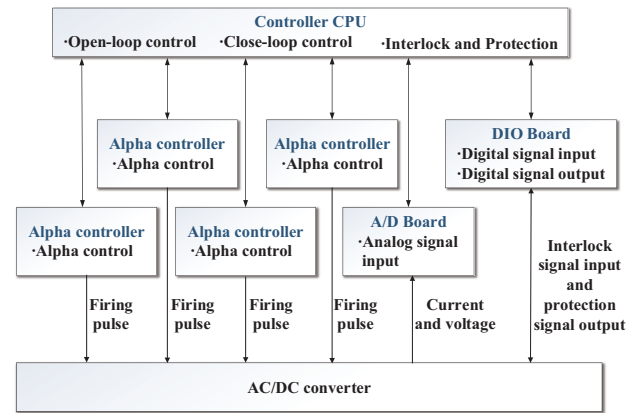 Controller CPU
·Open-loop control ·Close-loop control ·Interlock and Protection
Alpha controller
·Alpha control
Alpha controller
·Alpha control
DIO Board
·Digital signal input
·Digital signal output
Alpha controller
·Alpha control
Alpha controller
·Alpha control
A/D Board
·Analog signal
input
Firing
pulse
Firing
pulse
Firing
pulse
Firing
pulse
Current
and voltage
Interlock
signal input
and
protection
signal output
AC/DC converter